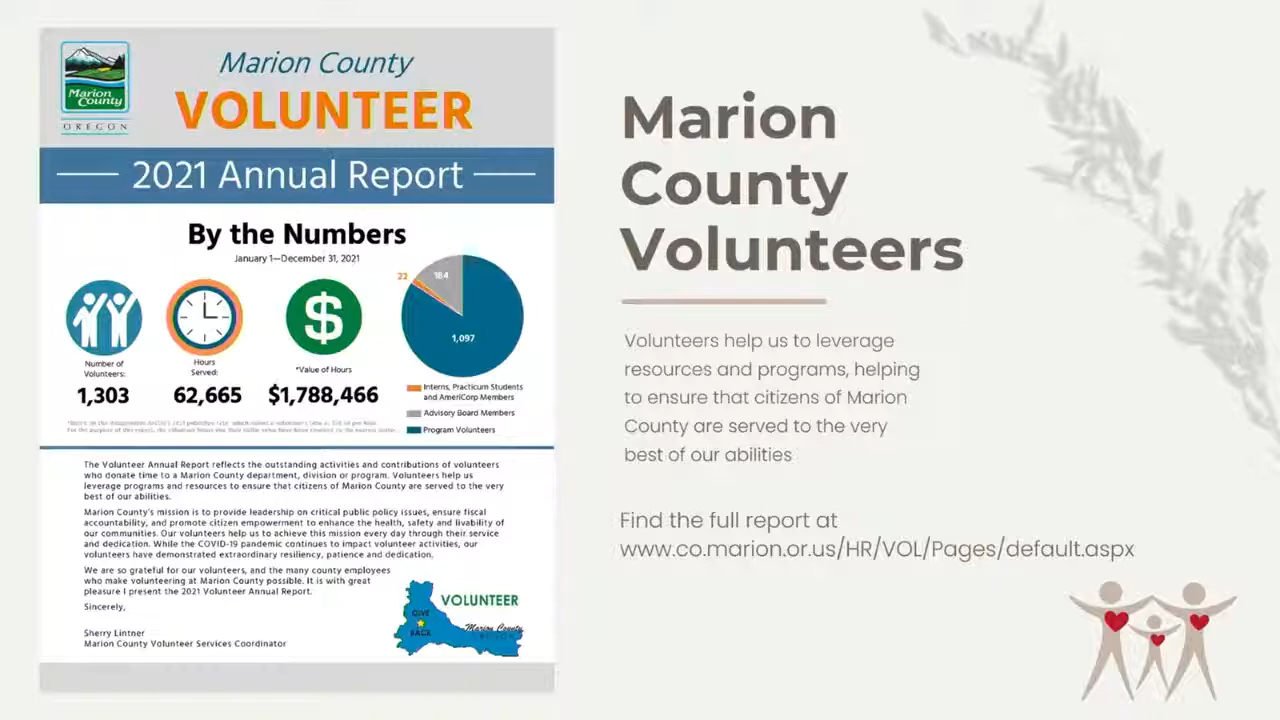 Marion
County
OREGON
Marion County
VOLUNTEER
2021 Annual Report
By the Numbers
January 1—December 31, 2021
Number of
Volunteers:
1,303
Hours
Served:
62,665
*Value of Hours
$1,788,466
22
184
1,097
Interns, Practicum Students
and AmeriCorp Members
Advisory Board Members
Program Volunteers
The Volunteer Annual Report reflects the outstanding activities and contributions of volunteers
who donate time to a Marion County department, division or program. Volunteers help us
leverage programs and resources to ensure that citizens of Marion County are served to the very
best of our abilities.
Marion County's mission is to provide leadership on critical public policy issues, ensure fiscal
accountability, and promote citizen empowerment to enhance the health, safety and livability of
our communities. Our volunteers help us to achieve this mission every day through their service
and dedication. While the COVID-19 pandemic continues to impact volunteer activities, our
volunteers have demonstrated extraordinary resiliency, patience and dedication.
We are so grateful for our volunteers, and the many county employees
who make volunteering at Marion County possible. It is with great
pleasure I present the 2021 Volunteer Annual Report.
Sincerely,
Sherry Lintner
Marion County Volunteer Services Coordinator
VOLUNTEER
GIVE
BACK
Marion County
OREGON
Marion
County
Volunteers
Volunteers help us to leverage
resources and programs, helping
to ensure that citizens of Marion
County are served to the very
best of our abilities
Find the full report at
www.co.marion.or.us/HR/VOL/Pages/default.aspx